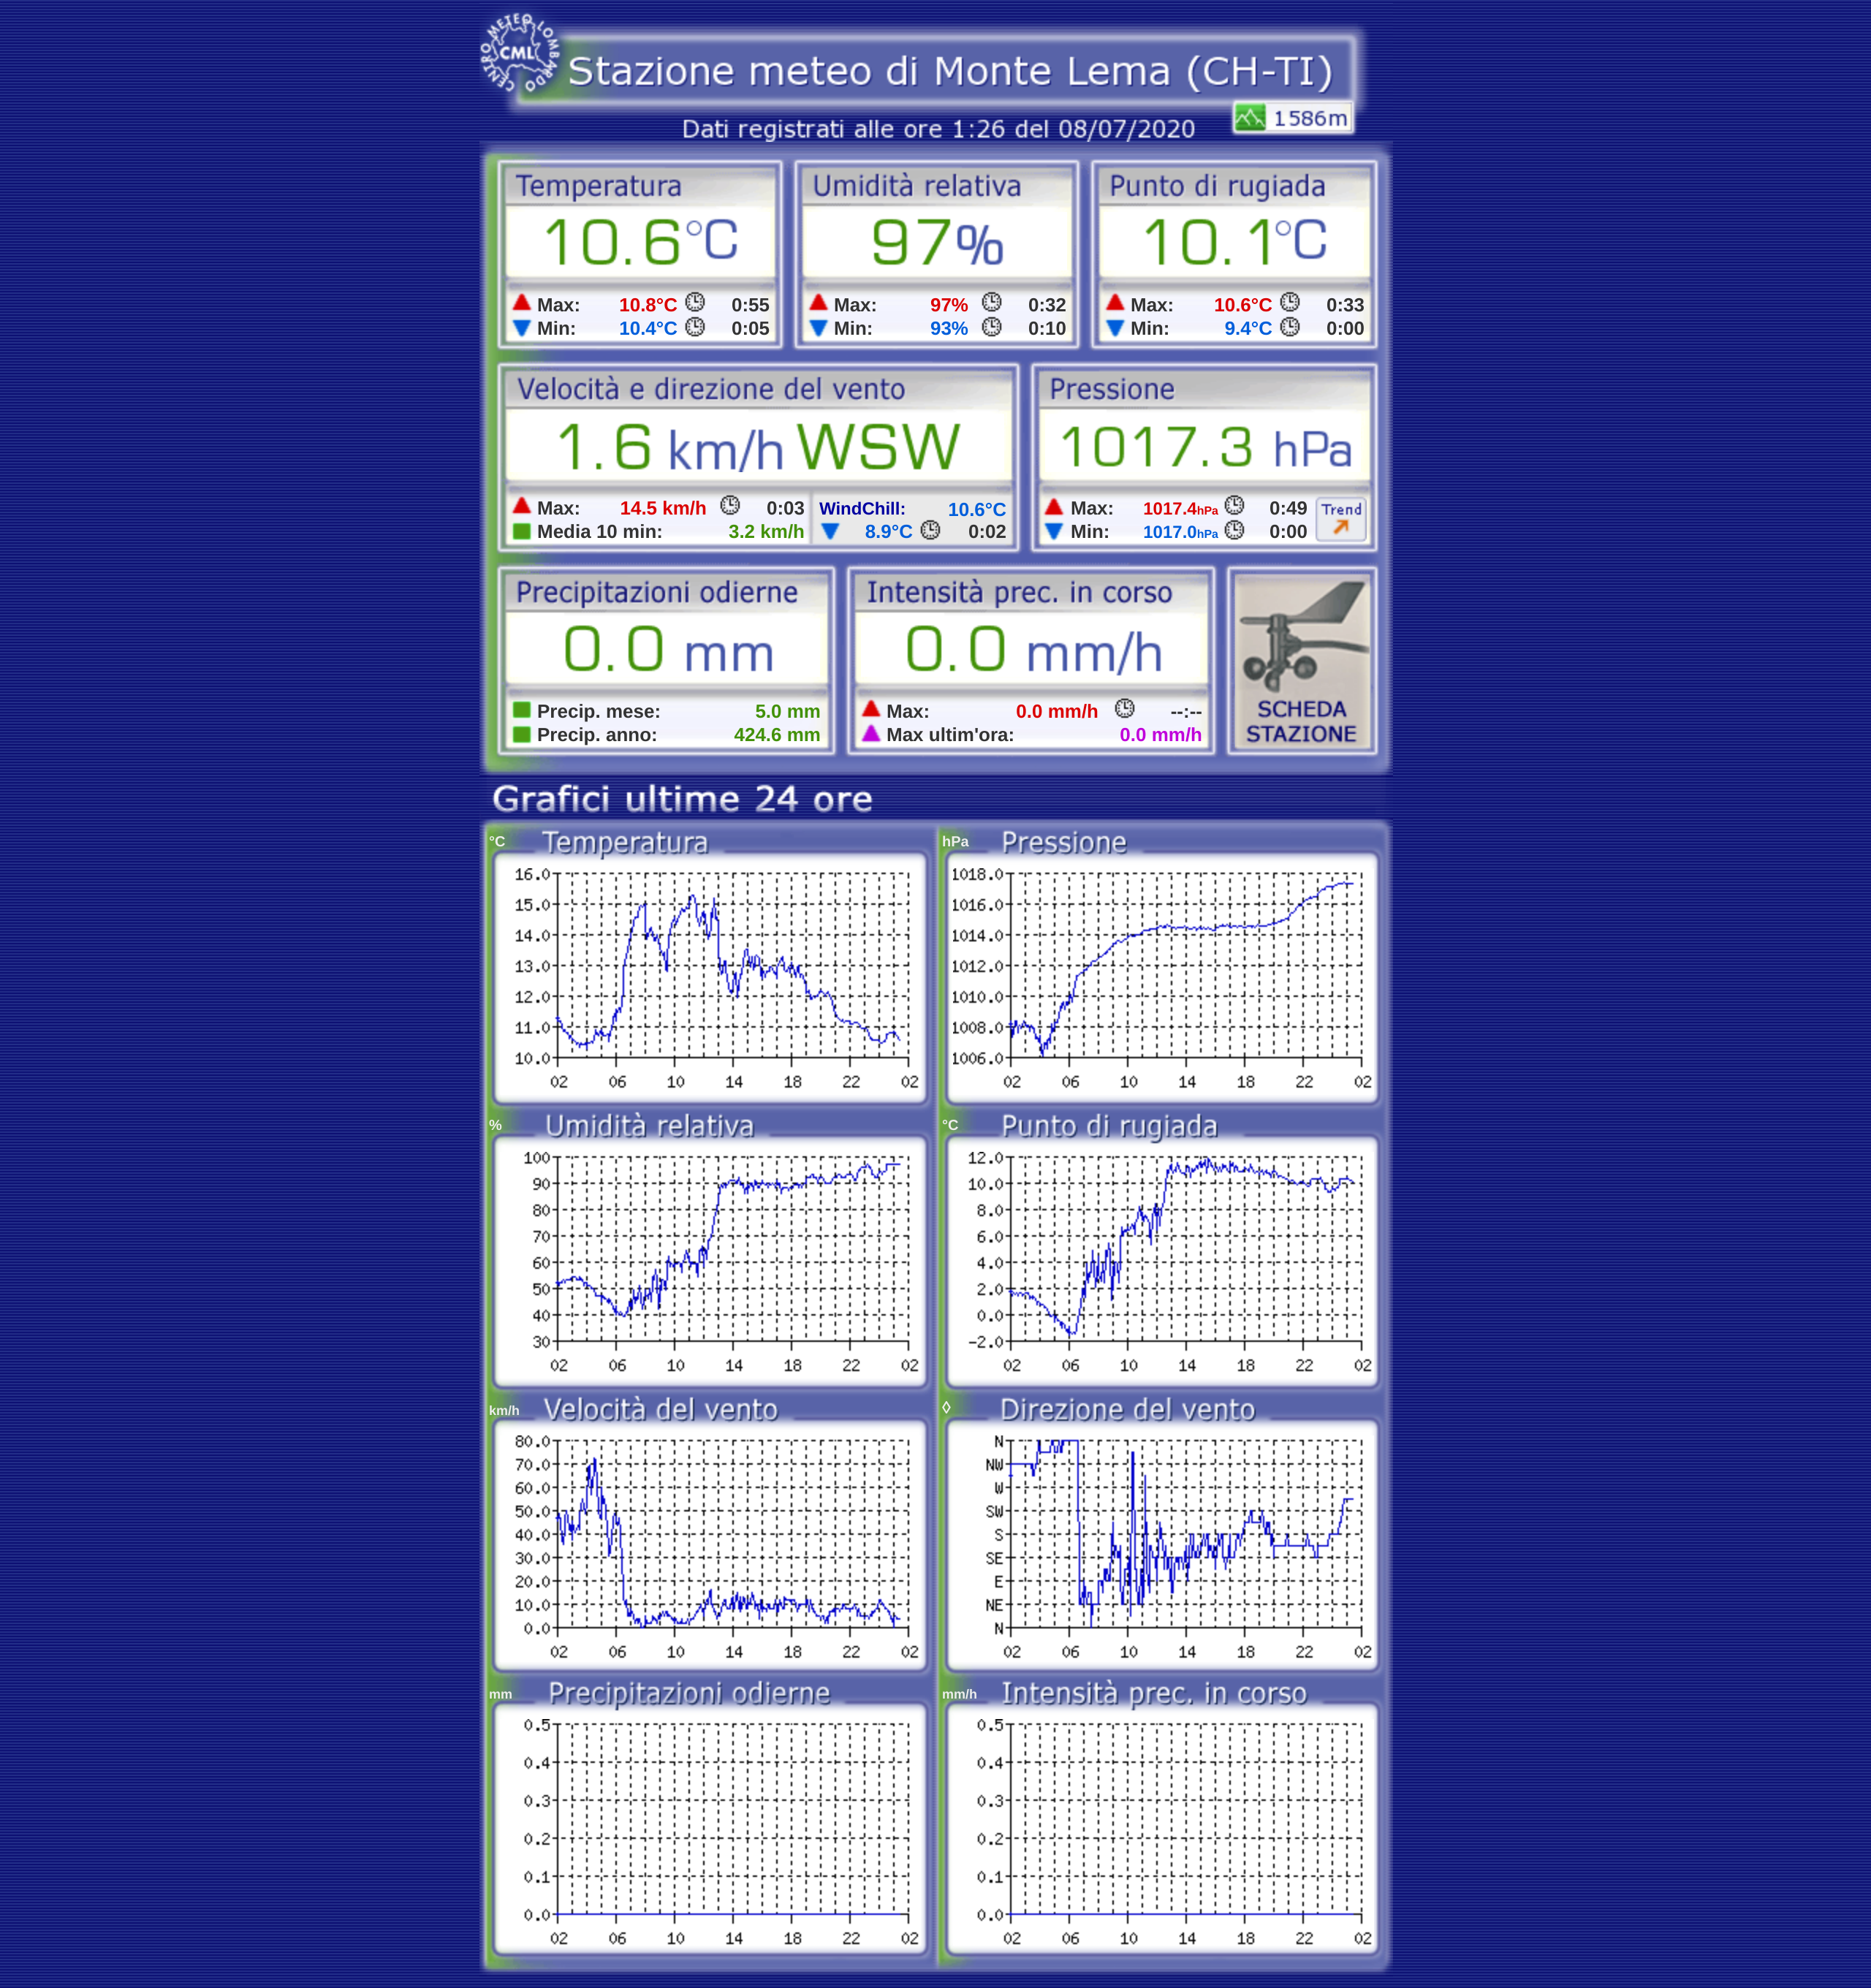 CENTRO METEO LOMBARDO
CML
Stazione meteo di Monte Lema (CH-TI)
1586m
Dati registrati alle ore 1:26 del 08/07/2020
Temperatura
10.6°C
Max: 10.8°C 0:55
Min: 10.4°C 0:05
Umidità relativa
97%
Max: 97% 0:32
Min: 93% 0:10
Punto di rugiada
10.1°C
Max: 10.6°C 0:33
Min: 9.4°C 0:00
Velocità e direzione del vento
1.6 km/h WSW
Max: 14.5 km/h 0:03
Media 10 min: 3.2 km/h
WindChill: 10.6°C
8.9°C 0:02
Pressione
1017.3 hPa
Max: 1017.4hPa 0:49
Min: 1017.0hPa 0:00
Trend
Precipitazioni odierne
0.0 mm
Precip. mese: 5.0 mm
Precip. anno: 424.6 mm
Intensità prec. in corso
0.0 mm/h
Max: 0.0 mm/h --:--
Max ultim'ora: 0.0 mm/h
SCHEDA
STAZIONE
Grafici ultime 24 ore
°C Temperatura
16.0
15.0
14.0
13.0
12.0
11.0
10.0
02 06 10 14 18 22 02
hPa Pressione
1018.0
1016.0
1014.0
1012.0
1010.0
1008.0
1006.0
02 06 10 14 18 22 02
% Umidità relativa
100
90
80
70
60
50
40
30
02 06 10 14 18 22 02
°C Punto di rugiada
12.0
10.0
8.0
6.0
4.0
2.0
0.0
-2.0
02 06 10 14 18 22 02
km/h Velocità del vento
80.0
70.0
60.0
50.0
40.0
30.0
20.0
10.0
0.0
02 06 10 14 18 22 02
◊ Direzione del vento
N
NW
W
SW
S
SE
E
NE
N
02 06 10 14 18 22 02
mm Precipitazioni odierne
0.5
0.4
0.3
0.2
0.1
0.0
02 06 10 14 18 22 02
mm/h Intensità prec. in corso
0.5
0.4
0.3
0.2
0.1
0.0
02 06 10 14 18 22 02